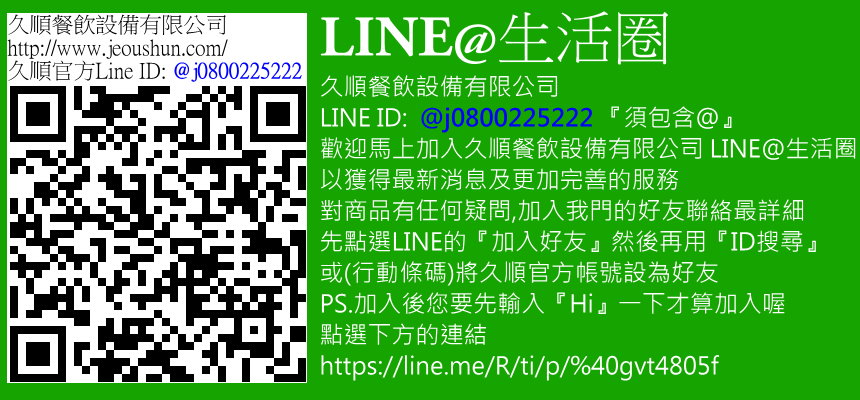 久順餐飲設備有限公司
http://www.jeoushun.com/
久順官方Line ID: @j0800225222
LINE@生活圈
久順餐飲設備有限公司
LINE ID: @j0800225222 『須包含@』
歡迎馬上加入久順餐飲設備有限公司 LINE@生活圈
以獲得最新消息及更加完善的服務
對商品有任何疑問,加入我門的好友聯絡最詳細
先點選LINE的『加入好友』然後再用『ID搜尋』
或(行動條碼)將久順官方帳號設為好友
PS.加入後您要先輸入『Hi』一下才算加入喔
點選下方的連結
https://line.me/R/ti/p/%40gvt4805f